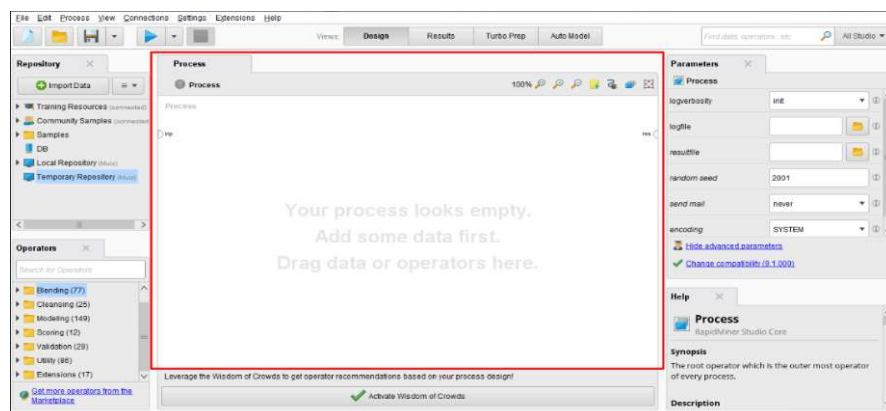 File Edit Process View Connections Settings Extensions Help
Views: Design Results Turbo Prep Auto Model
Find data, operators...etc
All Studio
Repository
Import Data
Training Resources (connected)
Community Samples (connected)
Samples
DB
Local Repository
Temporary Repository
Operators
Search for Operators
Blending (77)
Cleansing (25)
Modeling (149)
Scoring (12)
Validation (29)
Utility (86)
Extensions (17)
Get more operators from the
Marketplace
Process
Process
100%
Process
inp
res
Your process looks empty.
Add some data first.
Drag data or operators here.
Leverage the Wisdom of Crowds to get operator recommendations based on your process design!
Activate Wisdom of Crowds
Parameters
Process
logverbosity init
logfile
resultfile
random seed 2001
send mail never
encoding SYSTEM
Hide advanced parameters
Change compatibility (9.1.000)
Help
Process
RapidMiner Studio Core
Synopsis
The root operator which is the outer most operator
of every process.
Description